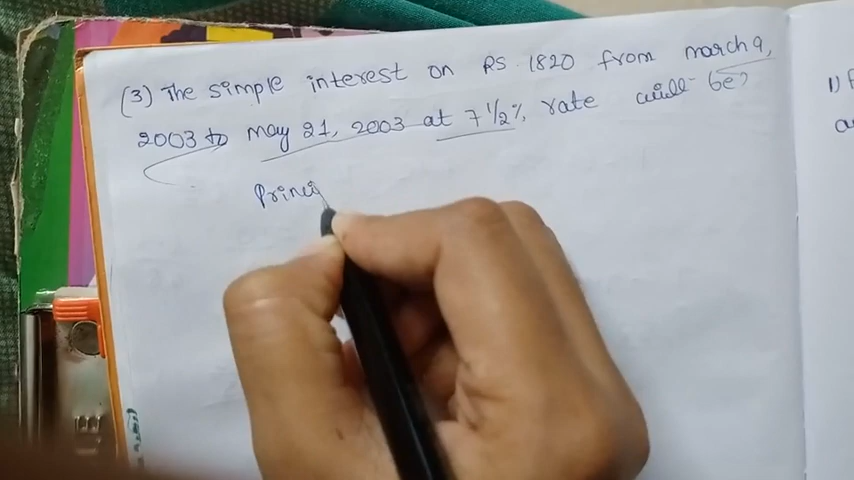 (3) The simple interest on RS. 1820 from march 9,
2003 to may 21, 2003 at 7 1/2 % rate will be?
Princi
1)